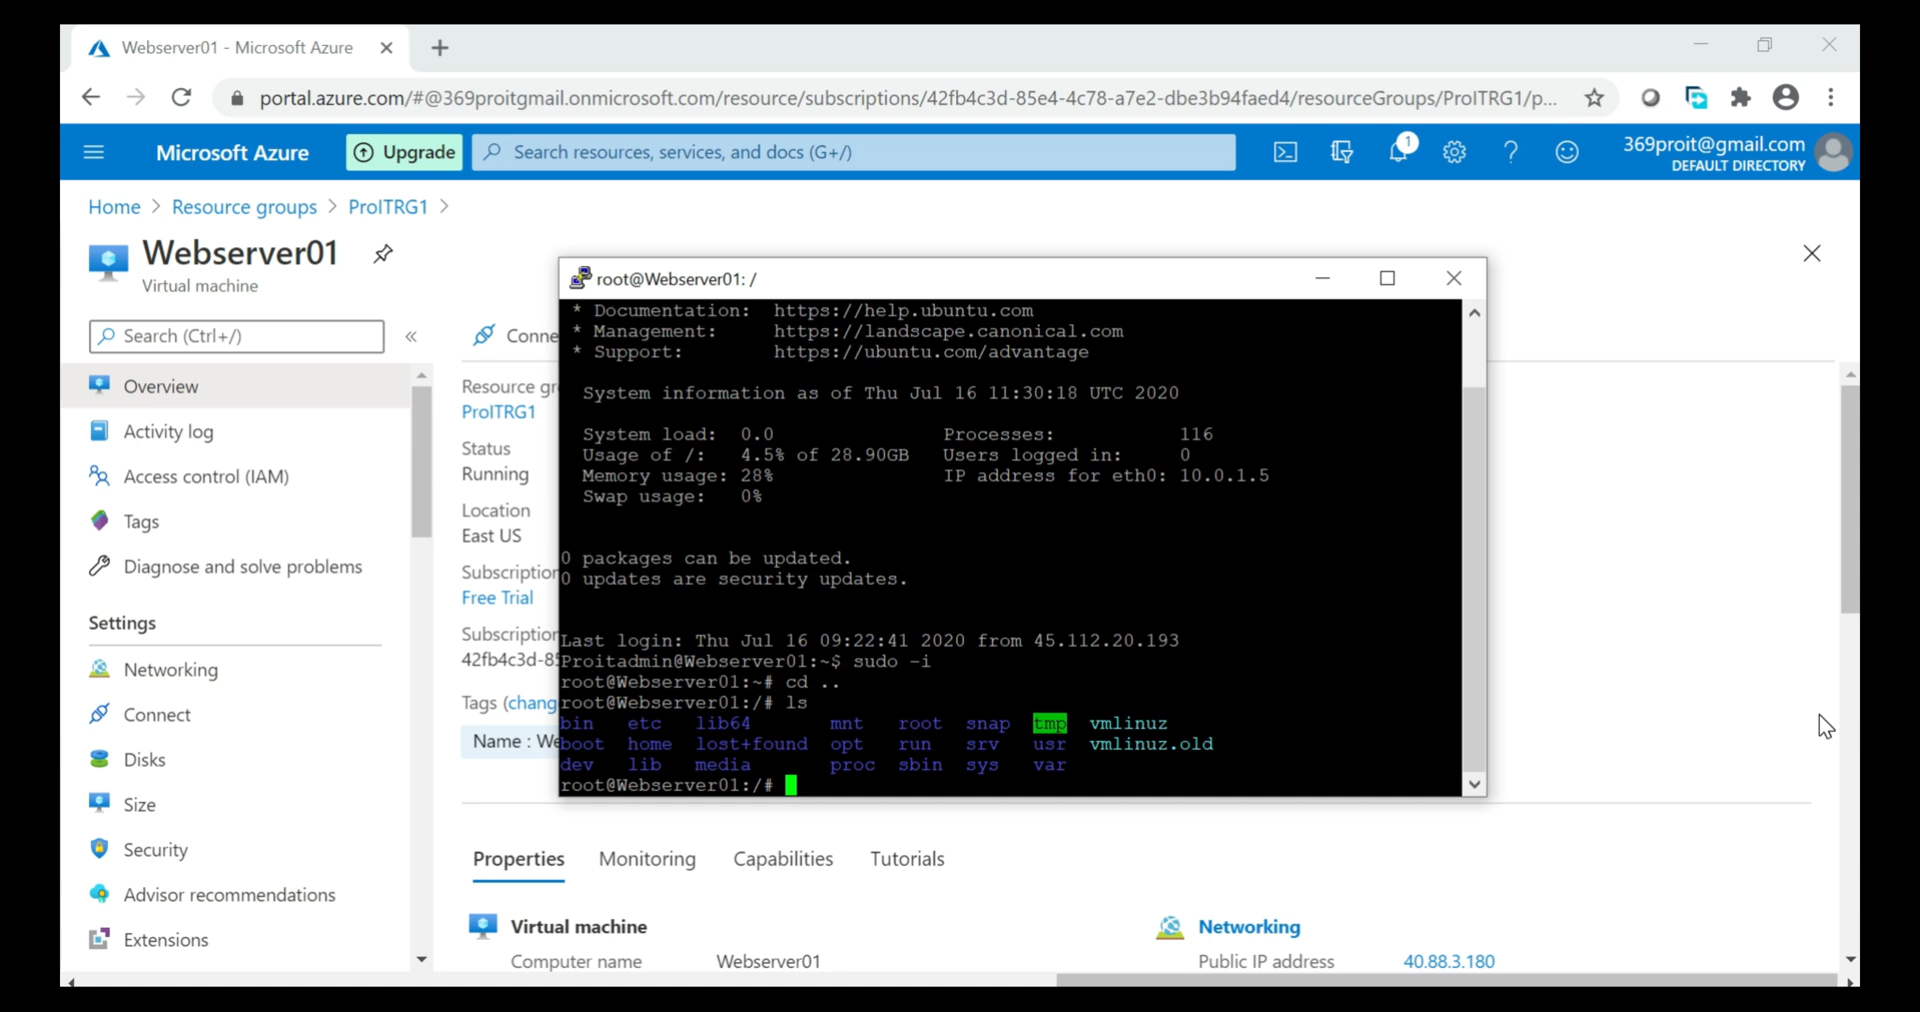 Webserver01 - Microsoft Azure
portal.azure.com/#@369proitgmail.onmicrosoft.com/resource/subscriptions/42fb4c3d-85e4-4c78-a7e2-dbe3b94faed4/resourceGroups/ProITRG1/p...
Microsoft Azure
Upgrade
Search resources, services, and docs (G+/)
1
369proit@gmail.com
DEFAULT DIRECTORY
Home > Resource groups > ProITRG1 >
Webserver01
Virtual machine
Search (Ctrl+/)
«
Overview
Activity log
Access control (IAM)
Tags
Diagnose and solve problems
Settings
Networking
Connect
Disks
Size
Security
Advisor recommendations
Extensions
Conne
Resource gr
ProITRG1
Status
Running
Location
East US
Subscription
Free Trial
Subscription
42fb4c3d-85
Tags (chang
Name : We
root@Webserver01: /
* Documentation:  https://help.ubuntu.com
* Management:     https://landscape.canonical.com
* Support:        https://ubuntu.com/advantage
System information as of Thu Jul 16 11:30:18 UTC 2020
System load:  0.0               Processes:           116
Usage of /:   4.5% of 28.90GB   Users logged in:     0
Memory usage: 28%               IP address for eth0: 10.0.1.5
Swap usage:   0%
0 packages can be updated.
0 updates are security updates.
Last login: Thu Jul 16 09:22:41 2020 from 45.112.20.193
Proitadmin@Webserver01:~$ sudo -i
root@Webserver01:~# cd ..
root@Webserver01:/# ls
bin   etc   lib64       mnt   root  snap  tmp  vmlinuz
boot  home  lost+found  opt   run   srv   usr  vmlinuz.old
dev   lib   media       proc  sbin  sys   var
root@Webserver01:/#
Properties
Monitoring
Capabilities
Tutorials
Virtual machine
Computer name
Webserver01
Networking
Public IP address
40.88.3.180